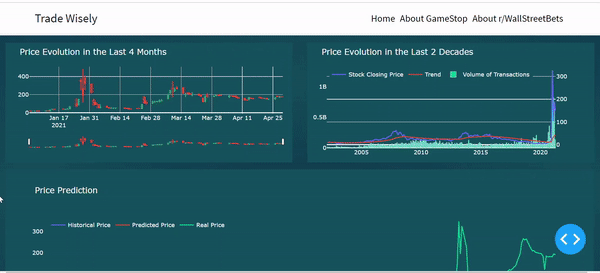 Trade Wisely
Home About GameStop About r/WallStreetBets
Price Evolution in the Last 4 Months
400
200
0
Jan 17 Jan 31 Feb 14 Feb 28 Mar 14 Mar 28 Apr 11 Apr 25
2021
Price Evolution in the Last 2 Decades
Stock Closing Price Trend Volume of Transactions
1B
0.5B
300
200
100
0
2005 2010 2015 2020
Price Prediction
Historical Price Predicted Price Real Price
300
200